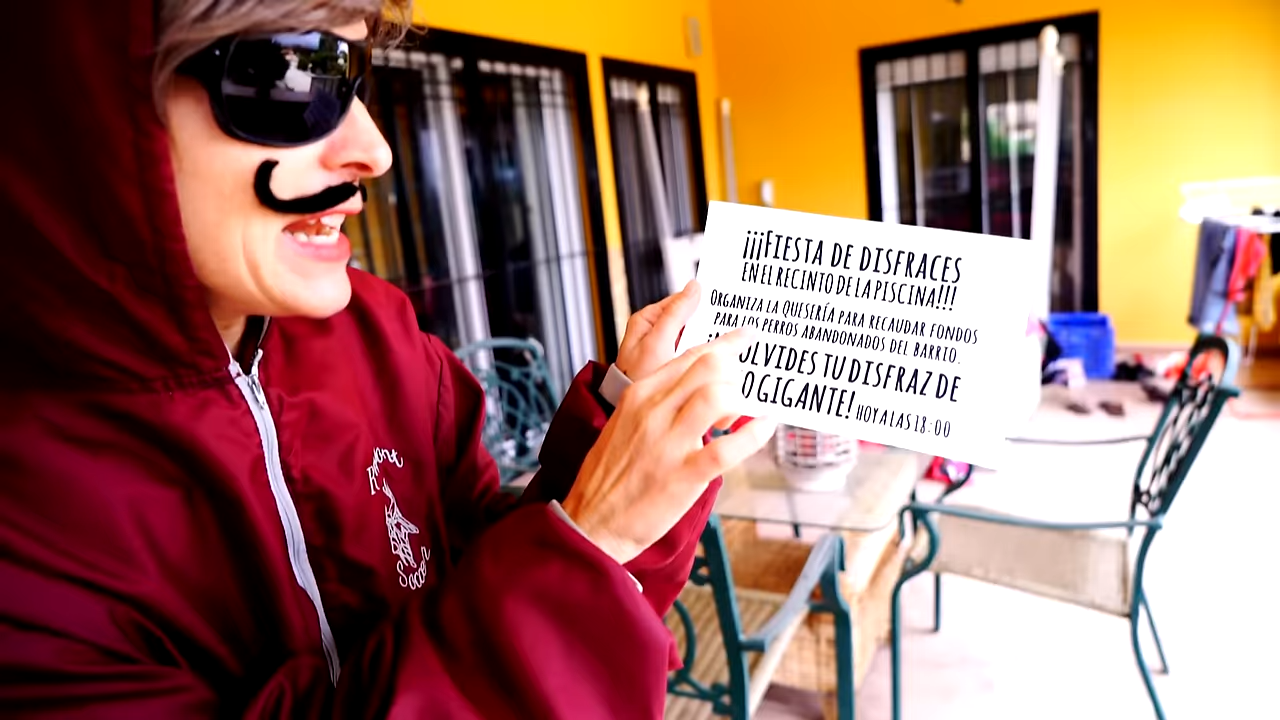 ¡¡¡FIESTA DE DISFRACES
EN EL RECINTO DE LA PISCINA!!!
ORGANIZA LA QUESERÍA PARA RECAUDAR FONDOS
PARA LOS PERROS ABANDONADOS DEL BARRIO.
OLVIDES TU DISFRAZ DE
GIGANTE! HOY A LAS 18:00
Soccer